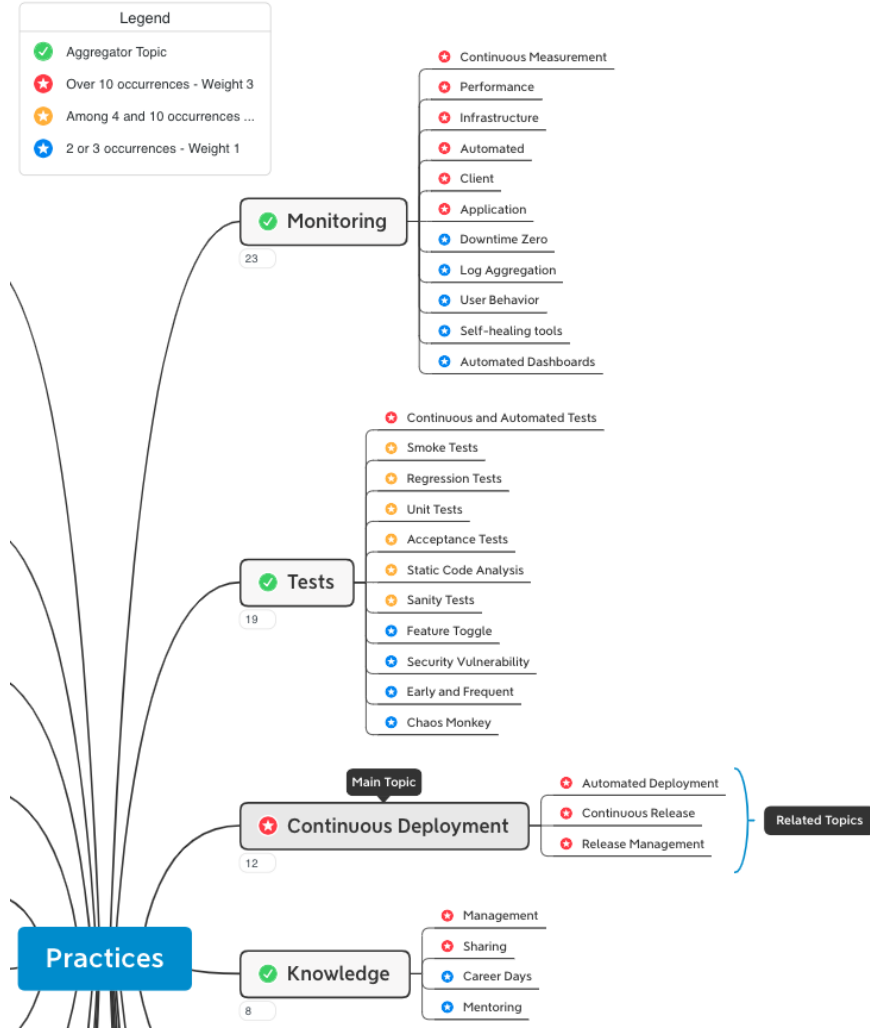 Legend
Aggregator Topic
Over 10 occurrences - Weight 3
Among 4 and 10 occurrences ...
2 or 3 occurrences - Weight 1
Monitoring
23
Continuous Measurement
Performance
Infrastructure
Automated
Client
Application
Downtime Zero
Log Aggregation
User Behavior
Self-healing tools
Automated Dashboards
Tests
19
Continuous and Automated Tests
Smoke Tests
Regression Tests
Unit Tests
Acceptance Tests
Static Code Analysis
Sanity Tests
Feature Toggle
Security Vulnerability
Early and Frequent
Chaos Monkey
Main Topic
Continuous Deployment
12
Automated Deployment
Continuous Release
Release Management
Related Topics
Practices
Knowledge
8
Management
Sharing
Career Days
Mentoring